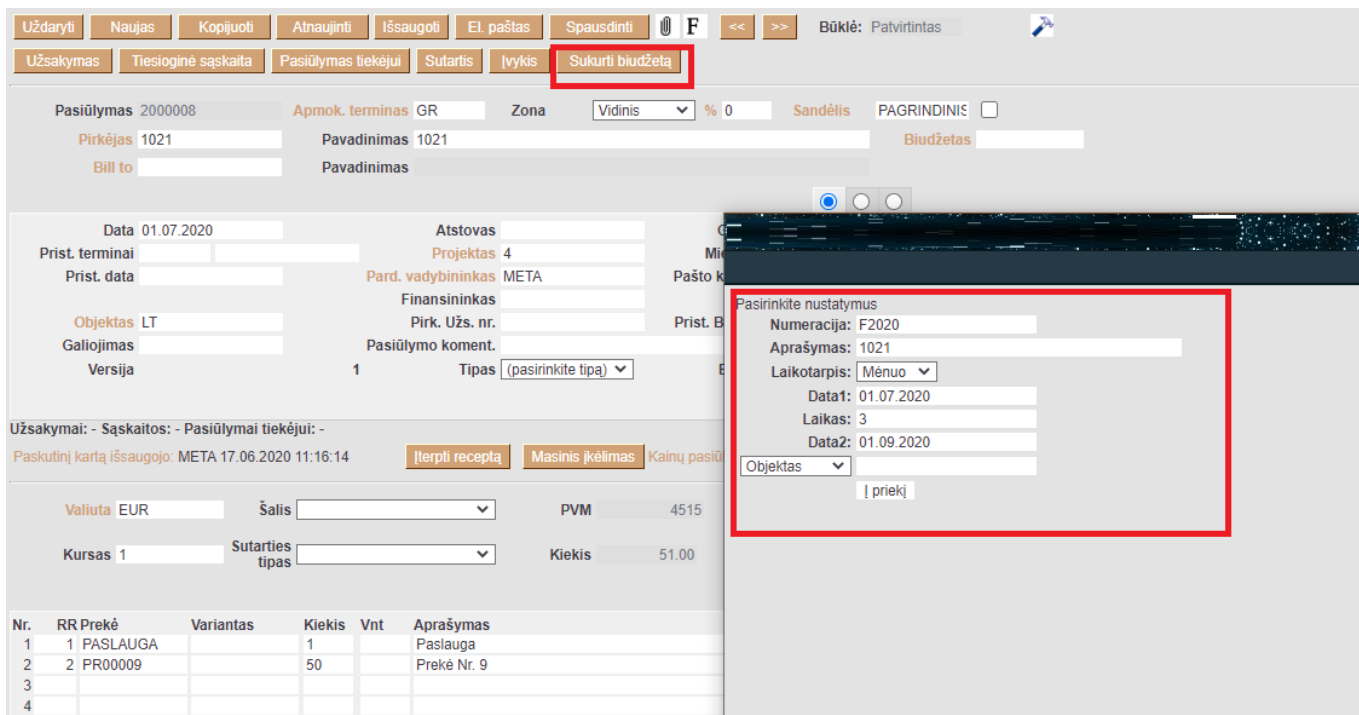 Uždaryti Naujas Kopijuoti Atnaujinti Išsaugoti El. paštas Spausdinti F << >> Būklė: Patvirtintas
Užsakymas Tiesioginė sąskaita Pasiūlymas tiekėjui Sutartis Įvykis Sukurti biudžetą
Pasiūlymas 2000008 Apmok. terminas GR Zona Vidinis % 0 Sandėlis PAGRINDINIS
Pirkėjas 1021 Pavadinimas 1021 Biudžetas
Bill to Pavadinimas
Data 01.07.2020 Atstovas
Prist. terminai Projektas 4
Prist. data Pard. vadybininkas META Pašto k
Finansininkas
Objektas LT Pirk. Užs. nr. Prist. B
Galiojimas Pasiūlymo koment.
Versija 1 Tipas (pasirinkite tipą)
Užsakymai: - Sąskaitos: - Pasiūlymai tiekėjui: -
Paskutinį kartą išsaugojo: META 17.06.2020 11:16:14 Įterpti receptą Masinis įkėlimas Kainų pasiūl
Valiuta EUR Šalis PVM 4515
Kursas 1 Sutarties tipas Kiekis 51.00
Nr. RR Prekė Variantas Kiekis Vnt Aprašymas
1 1 PASLAUGA 1 Paslauga
2 2 PR00009 50 Prekė Nr. 9
3
4
Pasirinkite nustatymus
Numeracija: F2020
Aprašymas: 1021
Laikotarpis: Mėnuo
Data1: 01.07.2020
Laikas: 3
Data2: 01.09.2020
Objektas
Į priekį